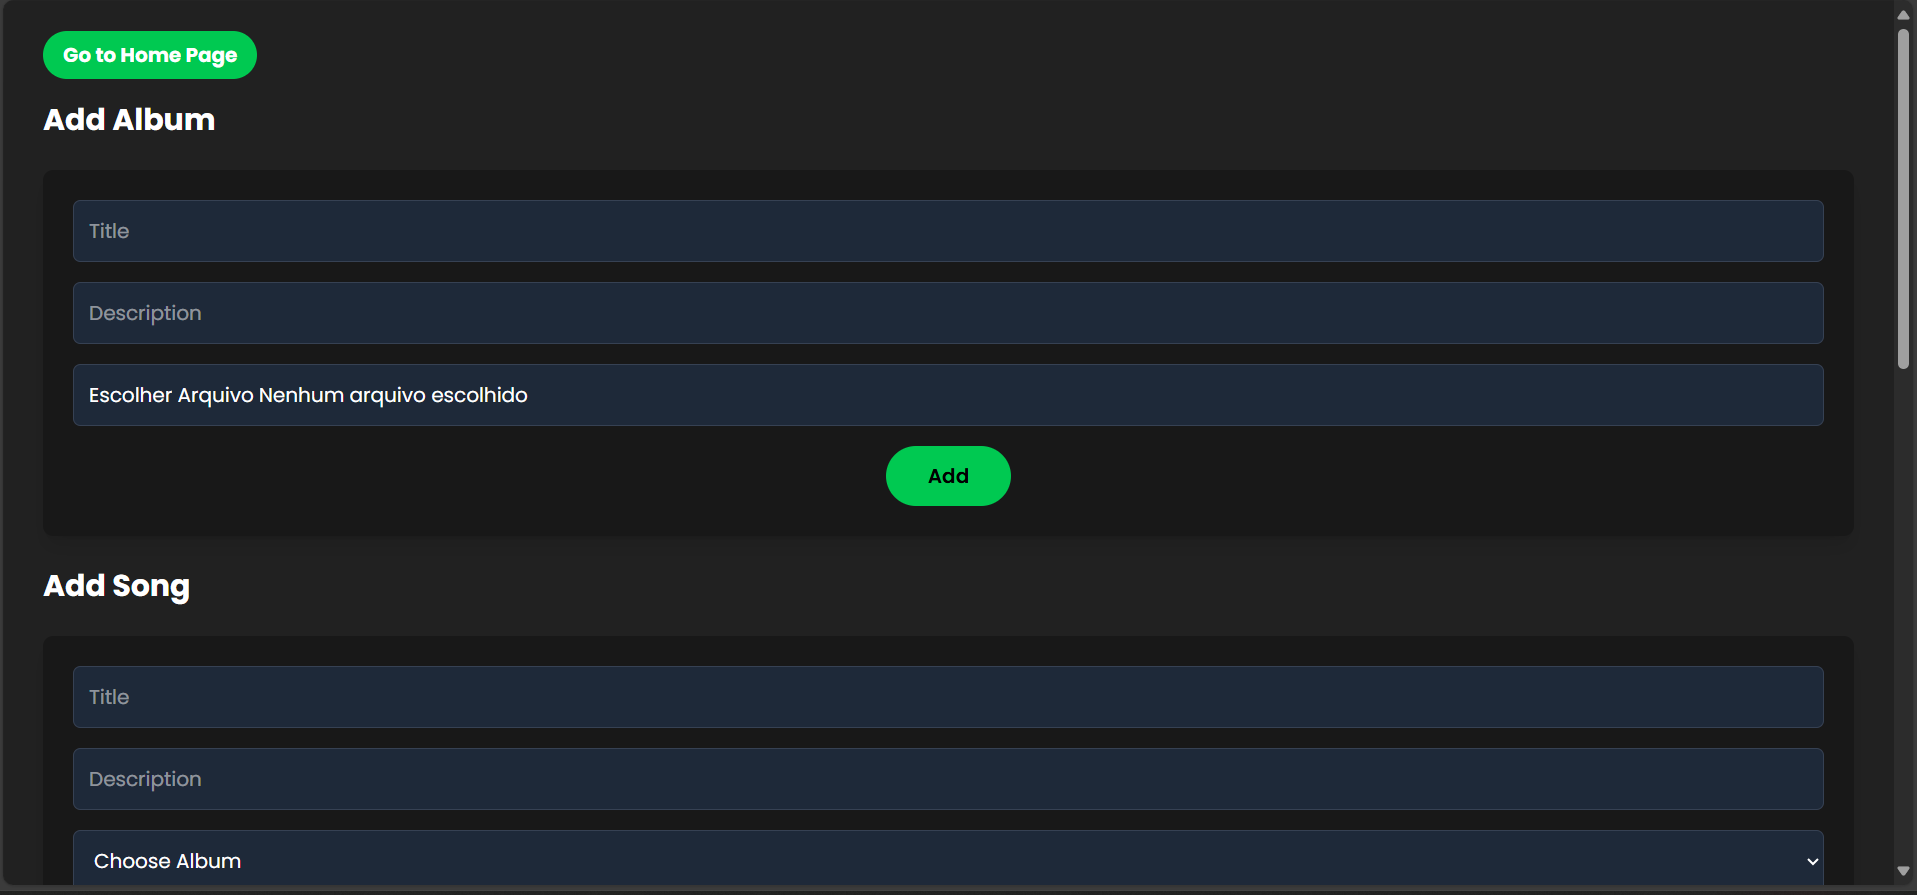 Go to Home Page
Add Album
Title
Description
Escolher Arquivo Nenhum arquivo escolhido
Add
Add Song
Title
Description
Choose Album